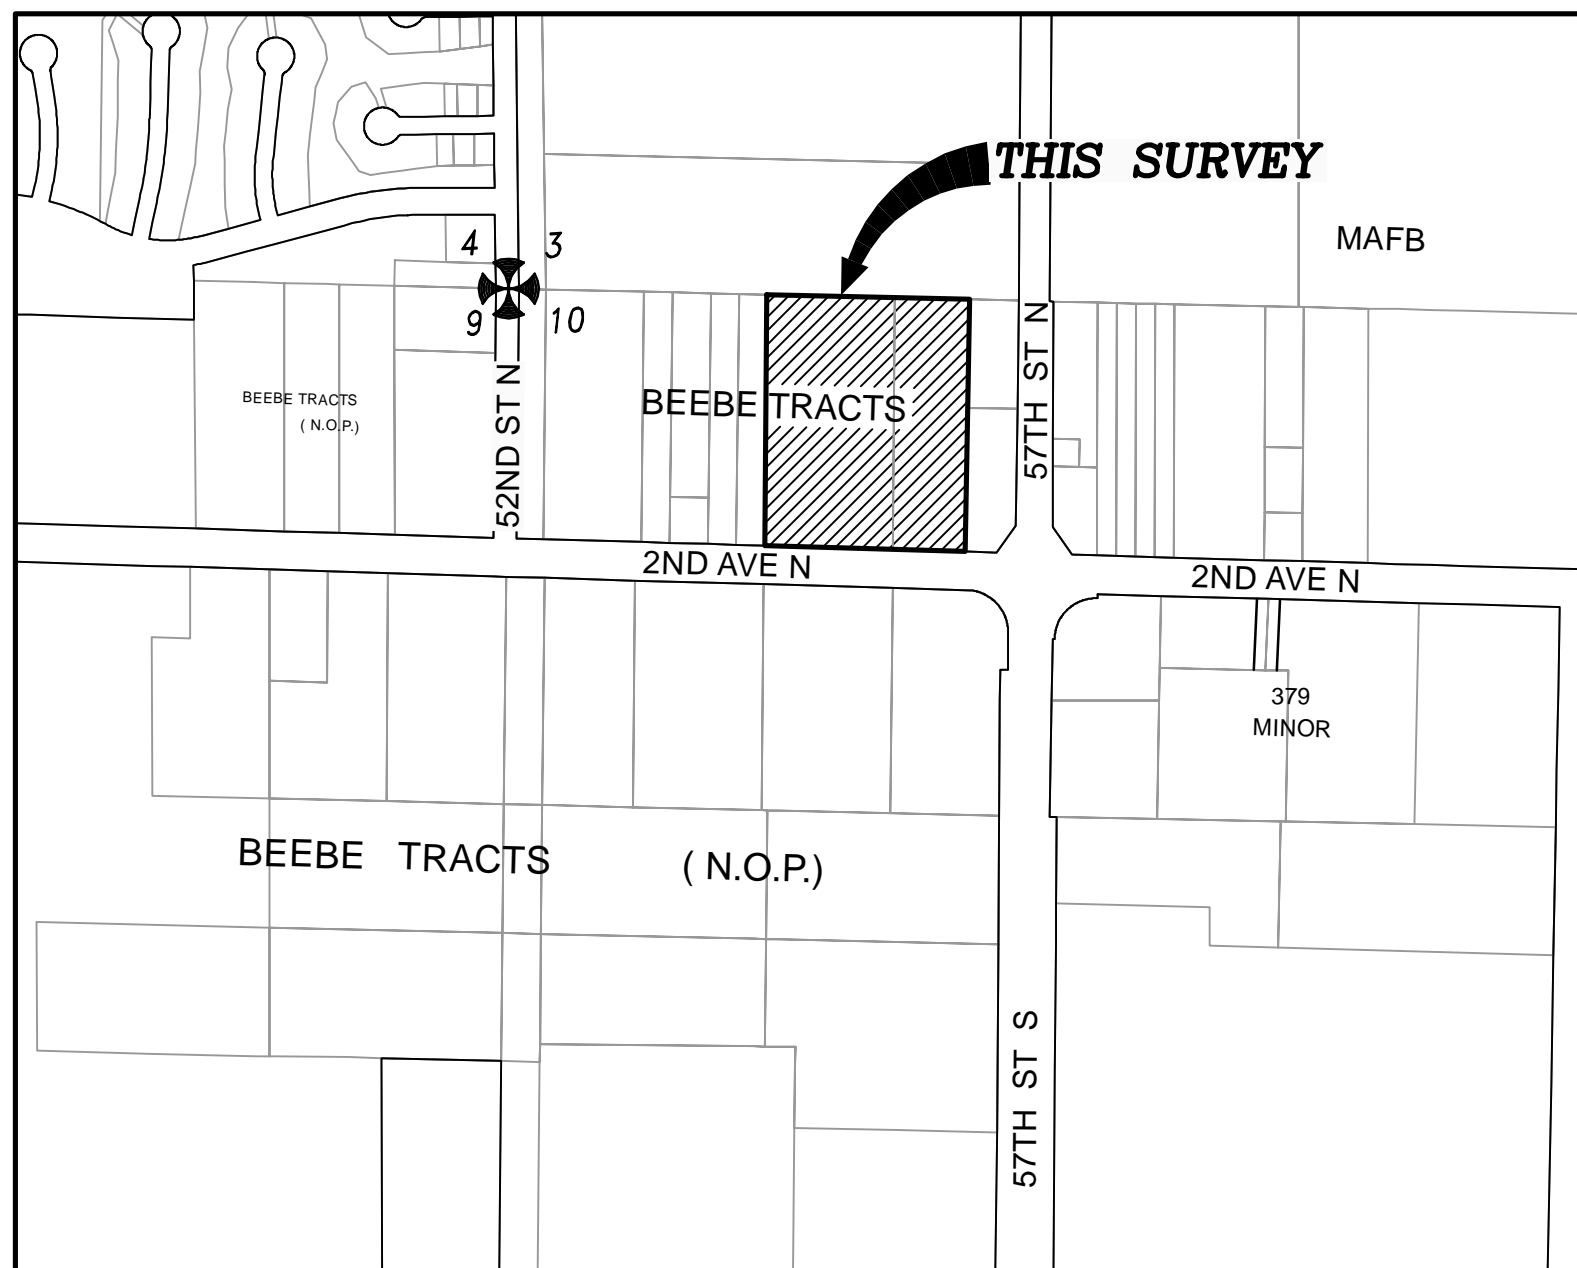 THIS SURVEY
MAFB
4 3
9 10
BEEBE TRACTS
( N.O.P.)
52ND ST N
BEEBE TRACTS
57TH ST N
2ND AVE N
2ND AVE N
379
MINOR
BEEBE TRACTS ( N.O.P.)
57TH ST S